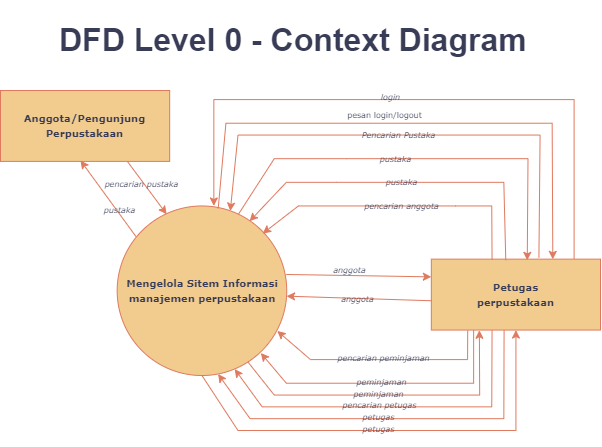 DFD Level 0 - Context Diagram
login
Anggota/Pengunjung
Perpustakaan
pesan login/logout
Pencarian Pustaka
pustaka
pencarian pustaka
pustaka
pustaka
pencarian anggota
Mengelola Sitem Informasi
manajemen perpustakaan
anggota
anggota
Petugas
perpustakaan
pencarian peminjaman
peminjaman
peminjaman
pencarian petugas
petugas
petugas